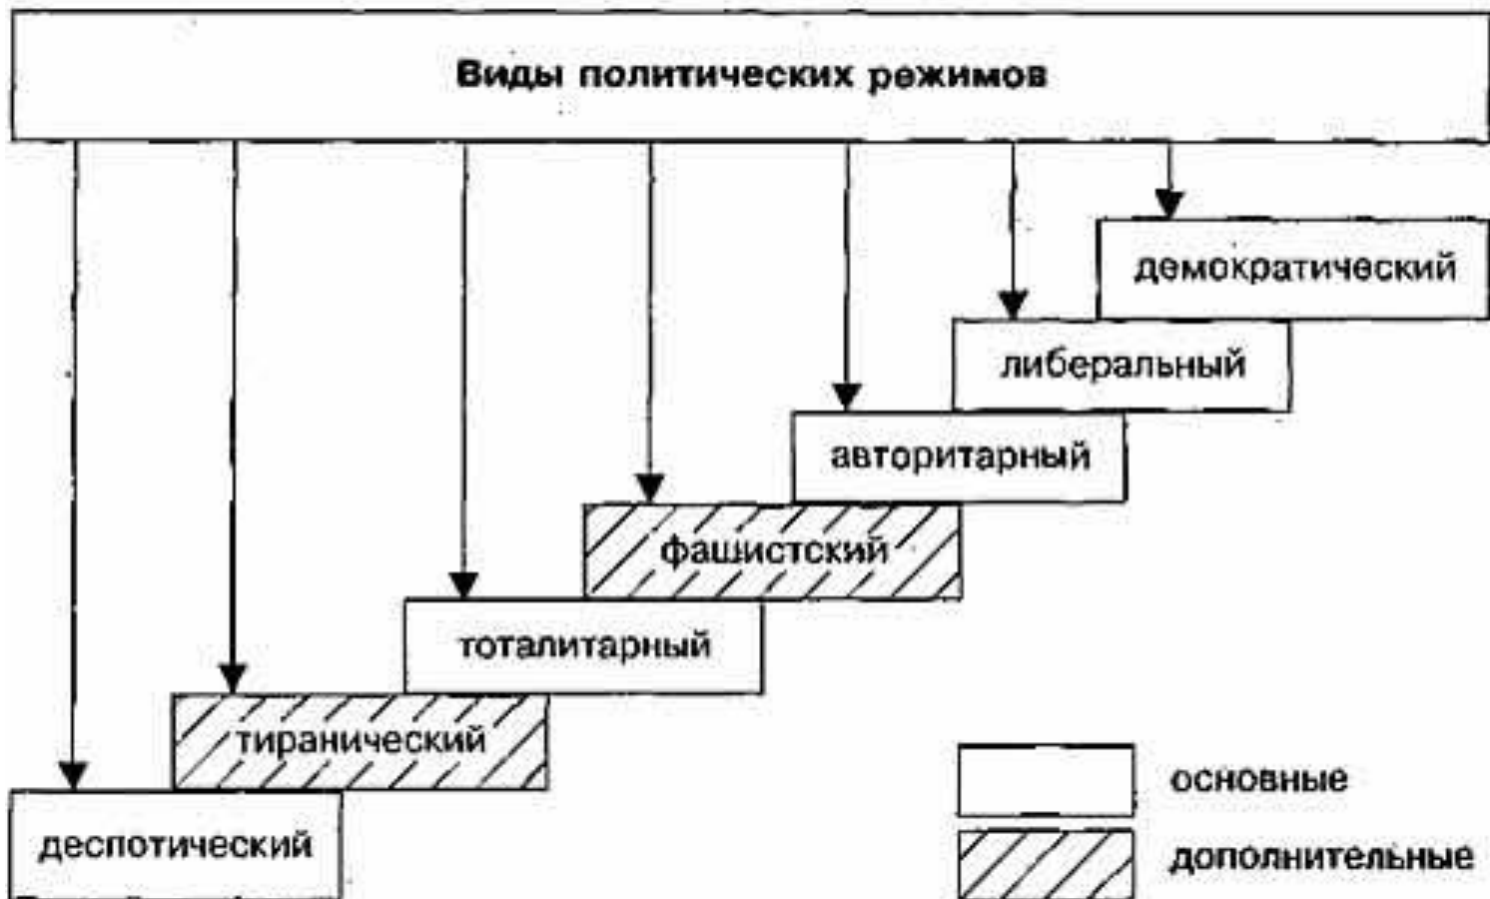 Виды политических режимов
демократический
либеральный
авторитарный
фашистский
тоталитарный
тиранический
деспотический
основные
дополнительные